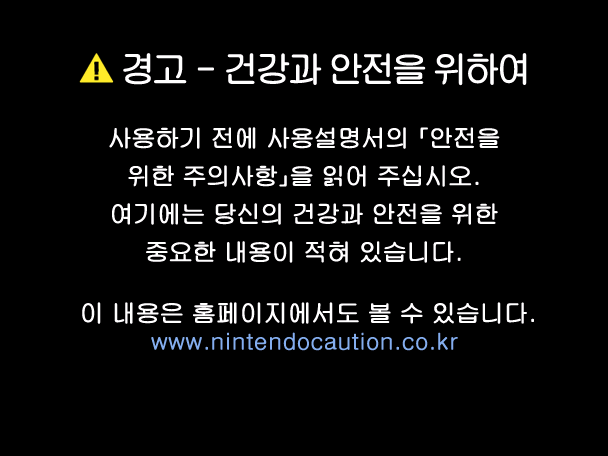 경고 - 건강과 안전을 위하여
사용하기 전에 사용설명서의 「안전을
위한 주의사항」을 읽어 주십시오.
여기에는 당신의 건강과 안전을 위한
중요한 내용이 적혀 있습니다.
이 내용은 홈페이지에서도 볼 수 있습니다.
www.nintendocaution.co.kr